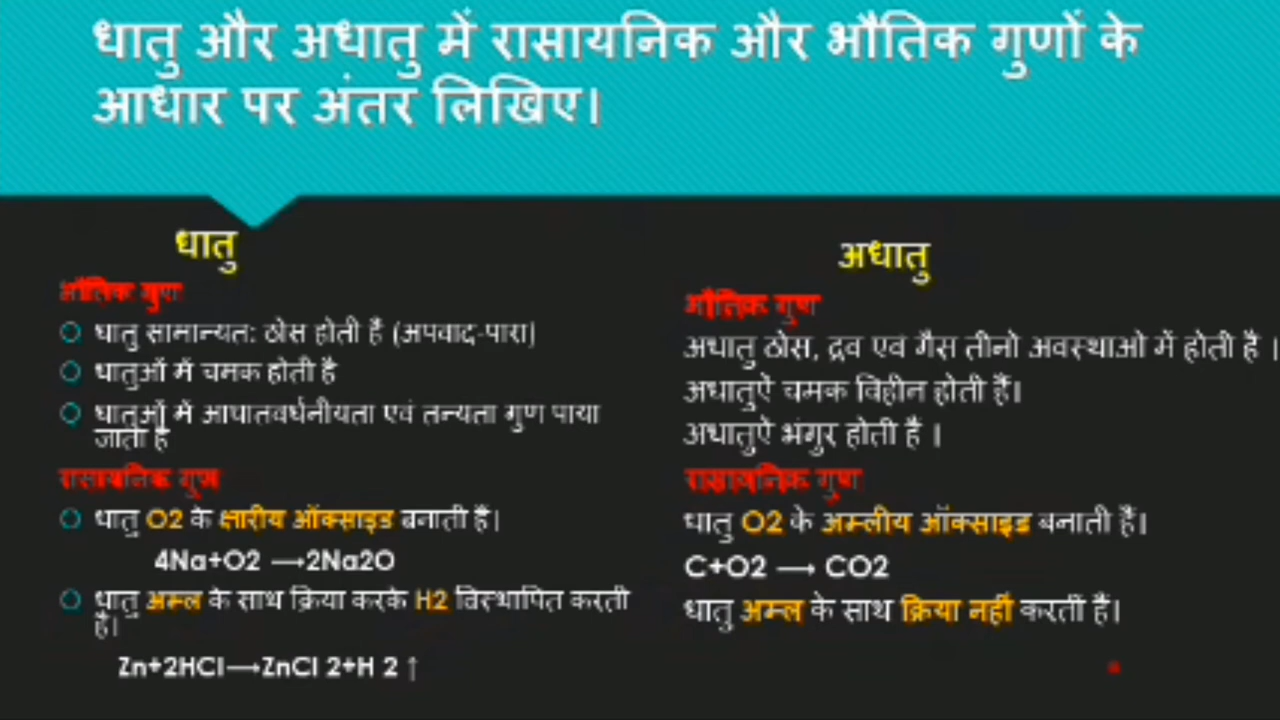 धातु और अधातु में रासायनिक और भौतिक गुणों के
आधार पर अंतर लिखिए।
धातु
भौतिक गुण
धातु सामान्यत: ठोस होती हैं (अपवाद-पारा)
धातुओं में चमक होती है
धातुओं में आघातवर्धनीयता एवं तन्यता गुण पाया
जाता है
रासायनिक गुण
धातु O2 के क्षारीय ऑक्साइड बनाती हैं।
4Na+O2 ⟶2Na2O
धातु अम्ल के साथ क्रिया करके H2 विस्थापित करती
हैं।
Zn+2HCl⟶ZnCl 2+H 2 ↑
अधातु
भौतिक गुण
अधातु ठोस, द्रव एवं गैस तीनो अवस्थाओ में होती है ।
अधातुऐं चमक विहीन होती हैं।
अधातुऐं भंगुर होती है ।
रासायनिक गुण
धातु O2 के अम्लीय ऑक्साइड बनाती हैं।
C+O2 ⟶ CO2
धातु अम्ल के साथ क्रिया नहीं करतीं हैं।